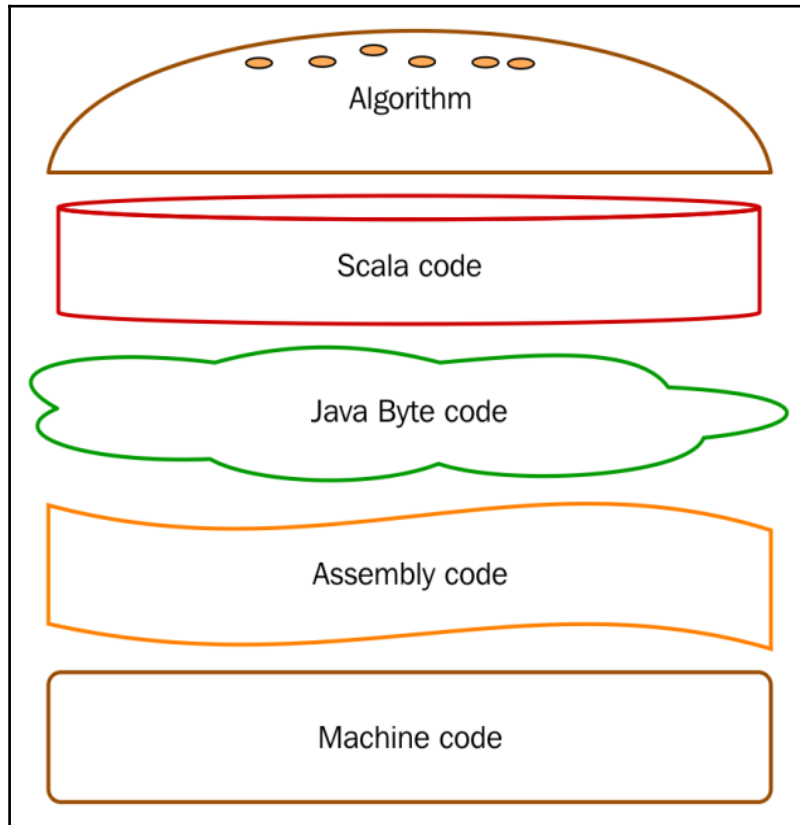 Algorithm
Scala code
Java Byte code
Assembly code
Machine code